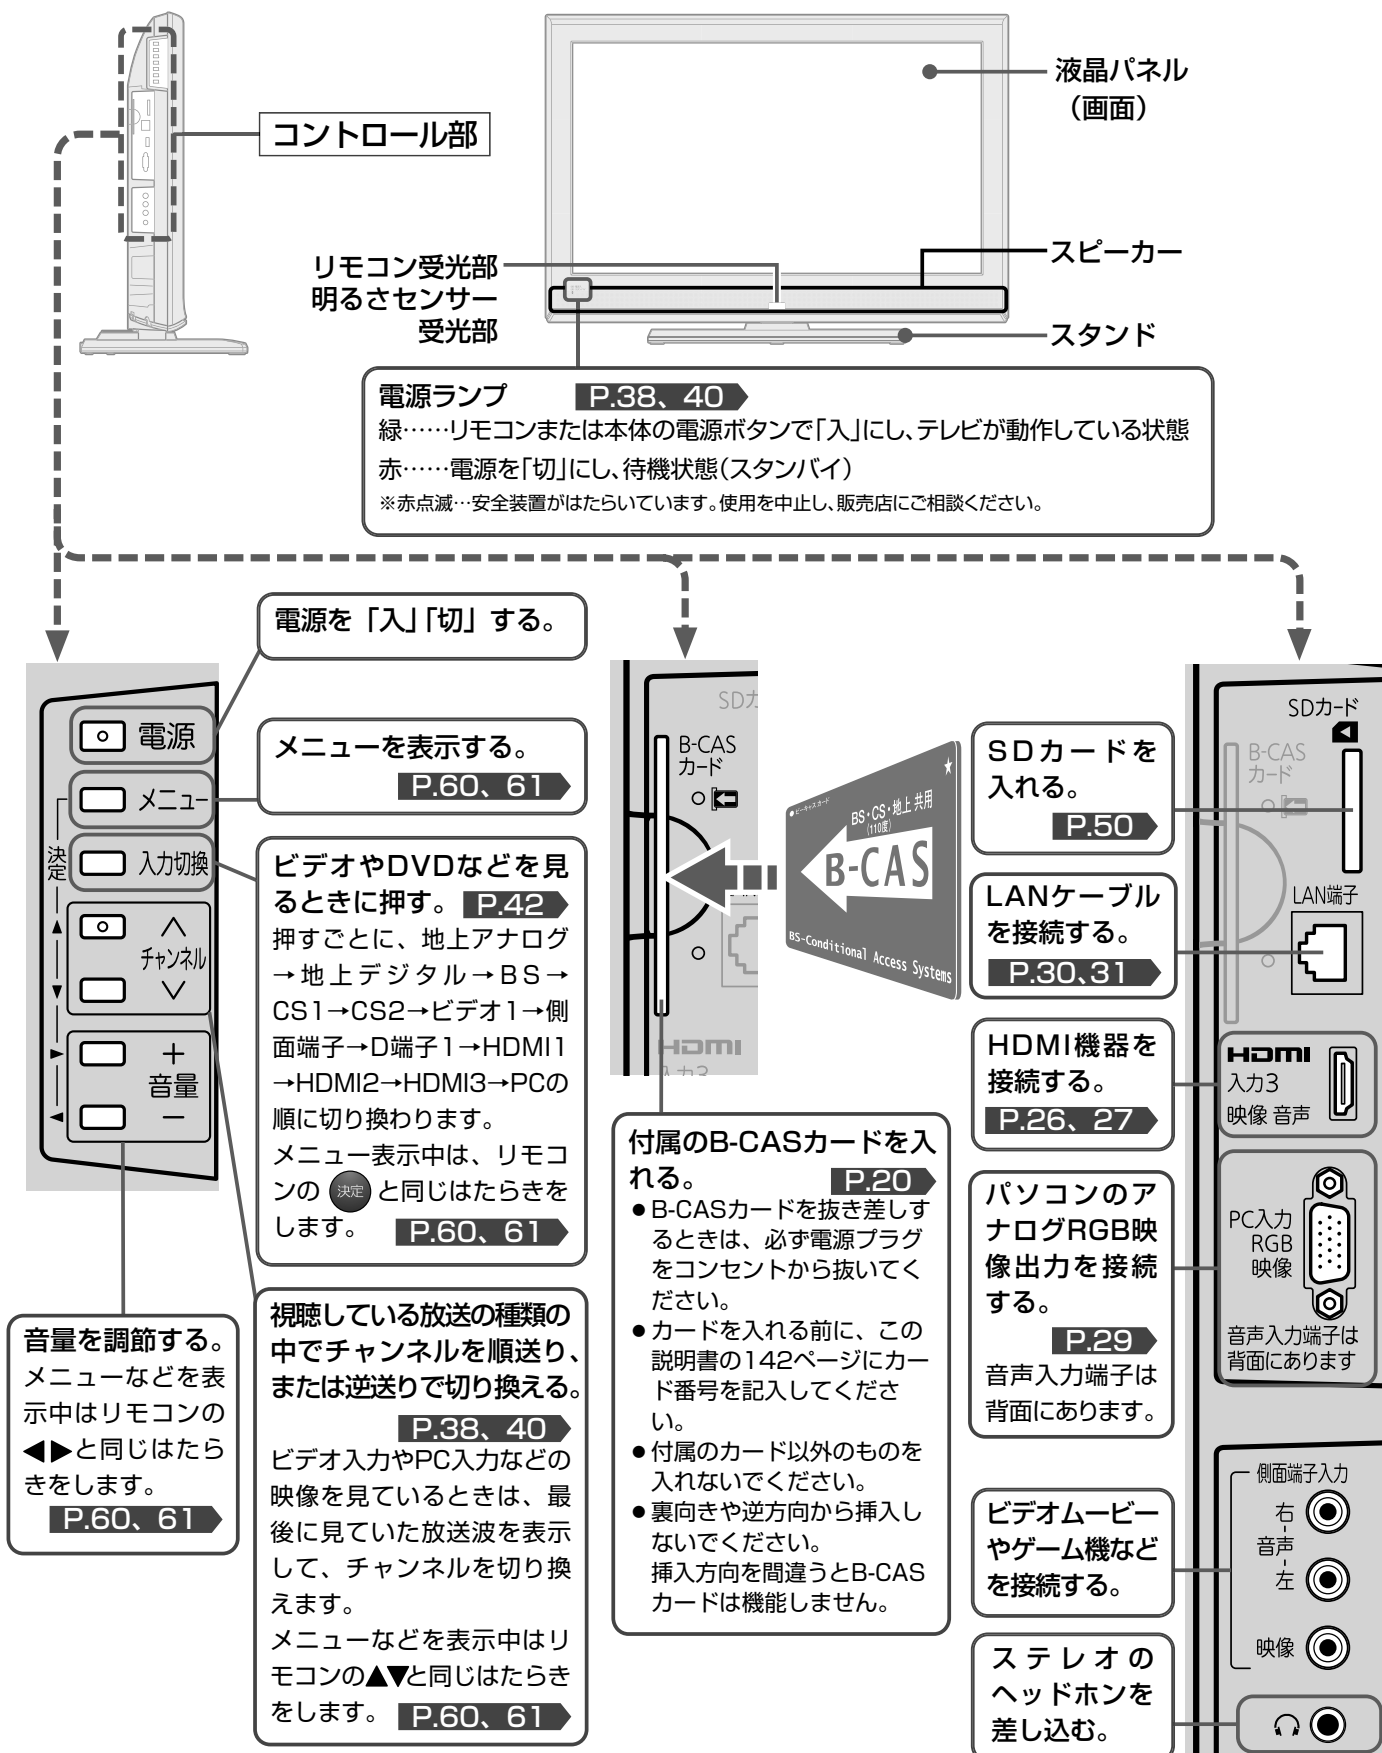 コントロール部
液晶パネル
（画面）
リモコン受光部
明るさセンサー
受光部
スピーカー
スタンド
電源ランプ P.38、40
緑……リモコンまたは本体の電源ボタンで「入」にし、テレビが動作している状態
赤……電源を「切」にし、待機状態（スタンバイ）
※赤点滅…安全装置がはたらいています。使用を中止し、販売店にご相談ください。
電源を「入」「切」する。
メニューを表示する。
P.60、61
ビデオやDVDなどを見
るときに押す。 P.42
押すごとに、地上アナログ
→地上デジタル→BS→
CS1→CS2→ビデオ1→側
面端子→D端子1→HDMI1
→HDMI2→HDMI3→PCの
順に切り換わります。
メニュー表示中は、リモコ
ンの 決定 と同じはたらきを
します。 P.60、61
電源
メニュー
決定
入力切換
▲
∧
チャンネル
▼
∨
►
＋
音量
◄
－
音量を調節する。
メニューなどを表
示中はリモコンの
◀▶と同じはたら
きをします。
P.60、61
視聴している放送の種類の
中でチャンネルを順送り、
または逆送りで切り換える。
P.38、40
ビデオ入力やPC入力などの
映像を見ているときは、最
後に見ていた放送波を表示
して、チャンネルを切り換
えます。
メニューなどを表示中はリ
モコンの▲▼と同じはたらき
をします。 P.60、61
SDカ
B-CAS
カード
HDMI
入力3
ビーキャスカード
BS・CS・地上 共用
（110度）
B-CAS
BS-Conditional Access Systems
付属のB-CASカードを入
れる。 P.20
●B-CASカードを抜き差しす
るときは、必ず電源プラグ
をコンセントから抜いてく
ださい。
●カードを入れる前に、この
説明書の142ページにカー
ド番号を記入してくださ
い。
●付属のカード以外のものを
入れないでください。
●裏向きや逆方向から挿入し
ないでください。
挿入方向を間違うとB-CAS
カードは機能しません。
SDカードを
入れる。
P.50
LANケーブル
を接続する。
P.30、31
HDMI機器を
接続する。
P.26、27
パソコンのア
ナログRGB映
像出力を接続
する。
P.29
音声入力端子は
背面にあります。
ビデオムービー
やゲーム機など
を接続する。
ステレオの
ヘッドホンを
差し込む。
SDカード
B-CAS
カード
LAN端子
HDMI
入力3
映像 音声
PC入力
RGB
映像
音声入力端子は
背面にあります
側面端子入力
右
音声
左
映像